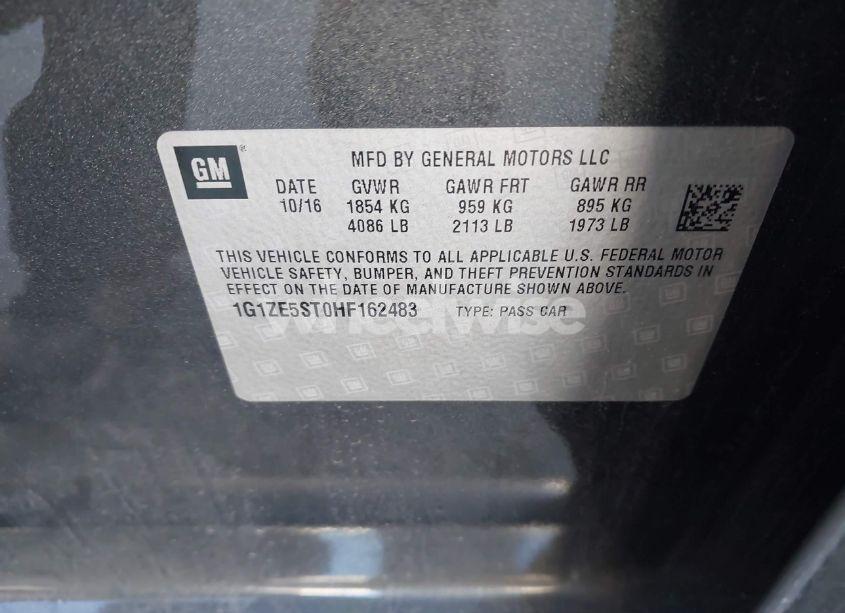 GM
MFD BY GENERAL MOTORS LLC
DATE GVWR GAWR FRT GAWR RR
10/16 1854 KG 959 KG 895 KG
4086 LB 2113 LB 1973 LB
THIS VEHICLE CONFORMS TO ALL APPLICABLE U.S. FEDERAL MOTOR
VEHICLE SAFETY, BUMPER, AND THEFT PREVENTION STANDARDS IN
EFFECT ON THE DATE OF MANUFACTURE SHOWN ABOVE.
1G1ZE5ST0HF162483 TYPE: PASS CAR
wheelwise